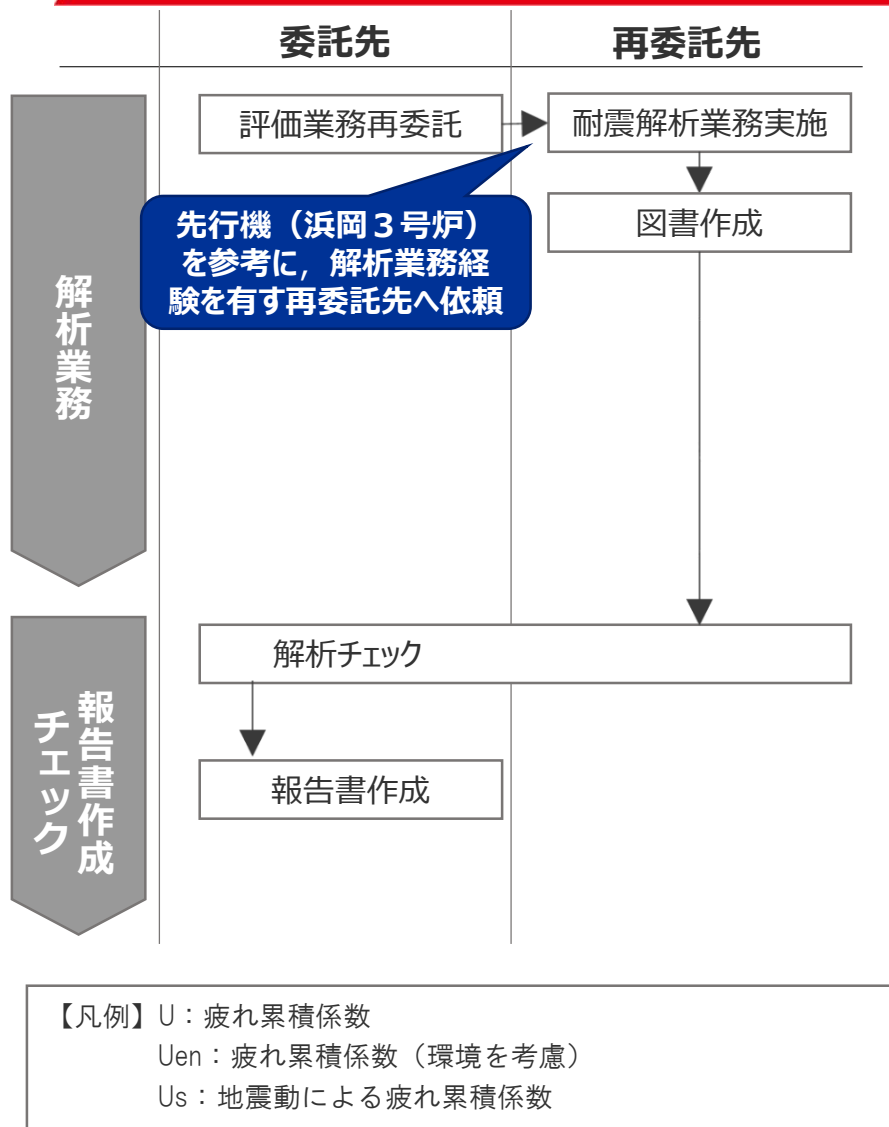 委託先
再委託先
評価業務再委託
耐震解析業務実施
先行機（浜岡３号炉）
を参考に，解析業務経
験を有す再委託先へ依頼
図書作成
解析業務
解析チェック
報告書作成
チェック
報告書作成
【凡例】U：疲れ累積係数
Uen：疲れ累積係数（環境を考慮）
Us：地震動による疲れ累積係数